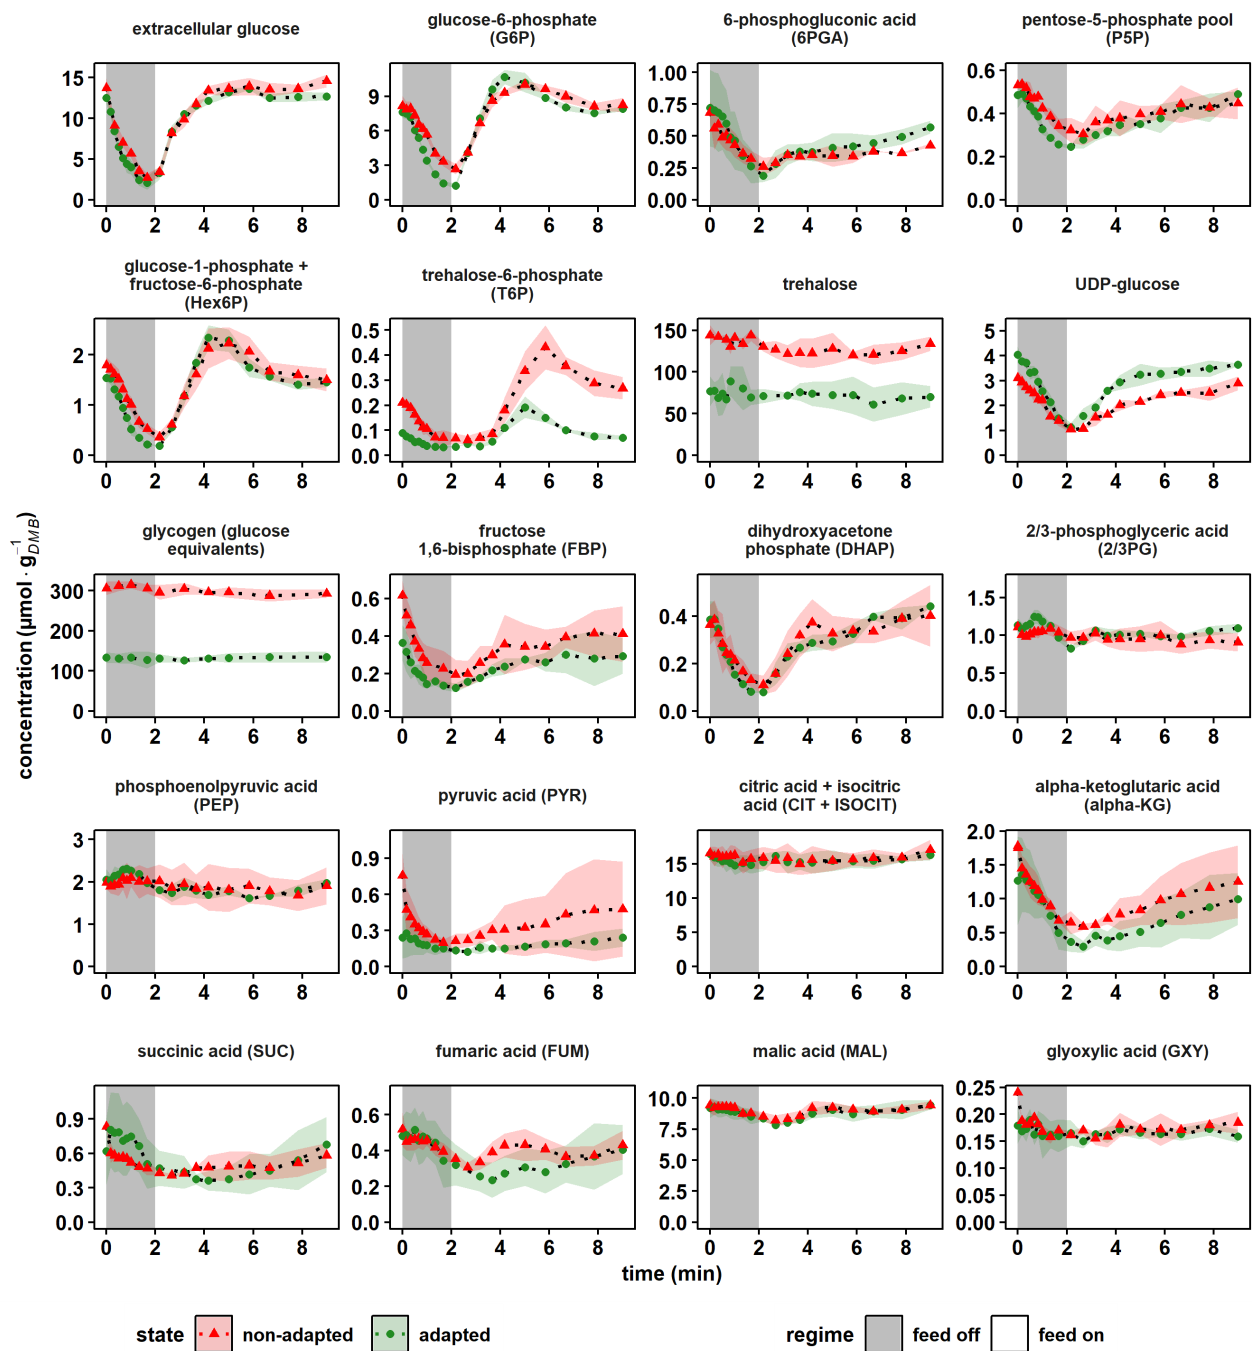 extracellular glucose
glucose-6-phosphate
(G6P)
6-phosphogluconic acid
(6PGA)
pentose-5-phosphate pool
(P5P)
15
10
5
0
0 2 4 6 8
9
6
3
0
0 2 4 6 8
1.00
0.75
0.50
0.25
0.00
0 2 4 6 8
0.6
0.4
0.2
0.0
0 2 4 6 8
glucose-1-phosphate +
fructose-6-phosphate
(Hex6P)
trehalose-6-phosphate
(T6P)
trehalose
UDP-glucose
2
1
0
0 2 4 6 8
0.5
0.4
0.3
0.2
0.1
0.0
0 2 4 6 8
150
100
50
0
0 2 4 6 8
5
4
3
2
1
0
0 2 4 6 8
concentration (µmol · g⁻¹DMB)
glycogen (glucose
equivalents)
fructose
1,6-bisphosphate (FBP)
dihydroxyacetone
phosphate (DHAP)
2/3-phosphoglyceric acid
(2/3PG)
300
200
100
0
0 2 4 6 8
0.6
0.4
0.2
0.0
0 2 4 6 8
0.4
0.2
0.0
0 2 4 6 8
1.5
1.0
0.5
0.0
0 2 4 6 8
phosphoenolpyruvic acid
(PEP)
pyruvic acid (PYR)
citric acid + isocitric
acid (CIT + ISOCIT)
alpha-ketoglutaric acid
(alpha-KG)
3
2
1
0
0 2 4 6 8
0.9
0.6
0.3
0.0
0 2 4 6 8
15
10
5
0
0 2 4 6 8
2.0
1.5
1.0
0.5
0.0
0 2 4 6 8
succinic acid (SUC)
fumaric acid (FUM)
malic acid (MAL)
glyoxylic acid (GXY)
0.9
0.6
0.3
0.0
0 2 4 6 8
0.6
0.4
0.2
0.0
0 2 4 6 8
10.0
7.5
5.0
2.5
0.0
0 2 4 6 8
0.25
0.20
0.15
0.10
0.05
0.00
0 2 4 6 8
time (min)
state non-adapted adapted
regime feed off feed on